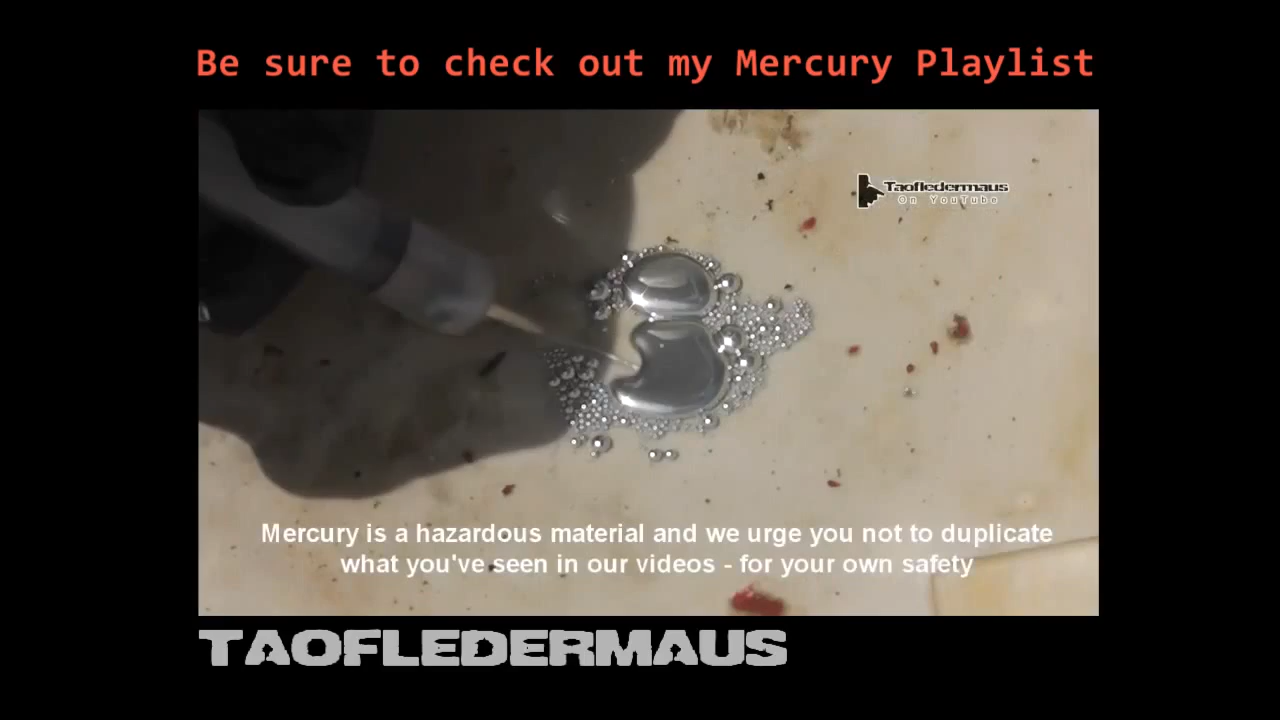 Be sure to check out my Mercury Playlist
Taofledermaus
On YouTube
Mercury is a hazardous material and we urge you not to duplicate
what you've seen in our videos - for your own safety
TAOFLEDERMAUS